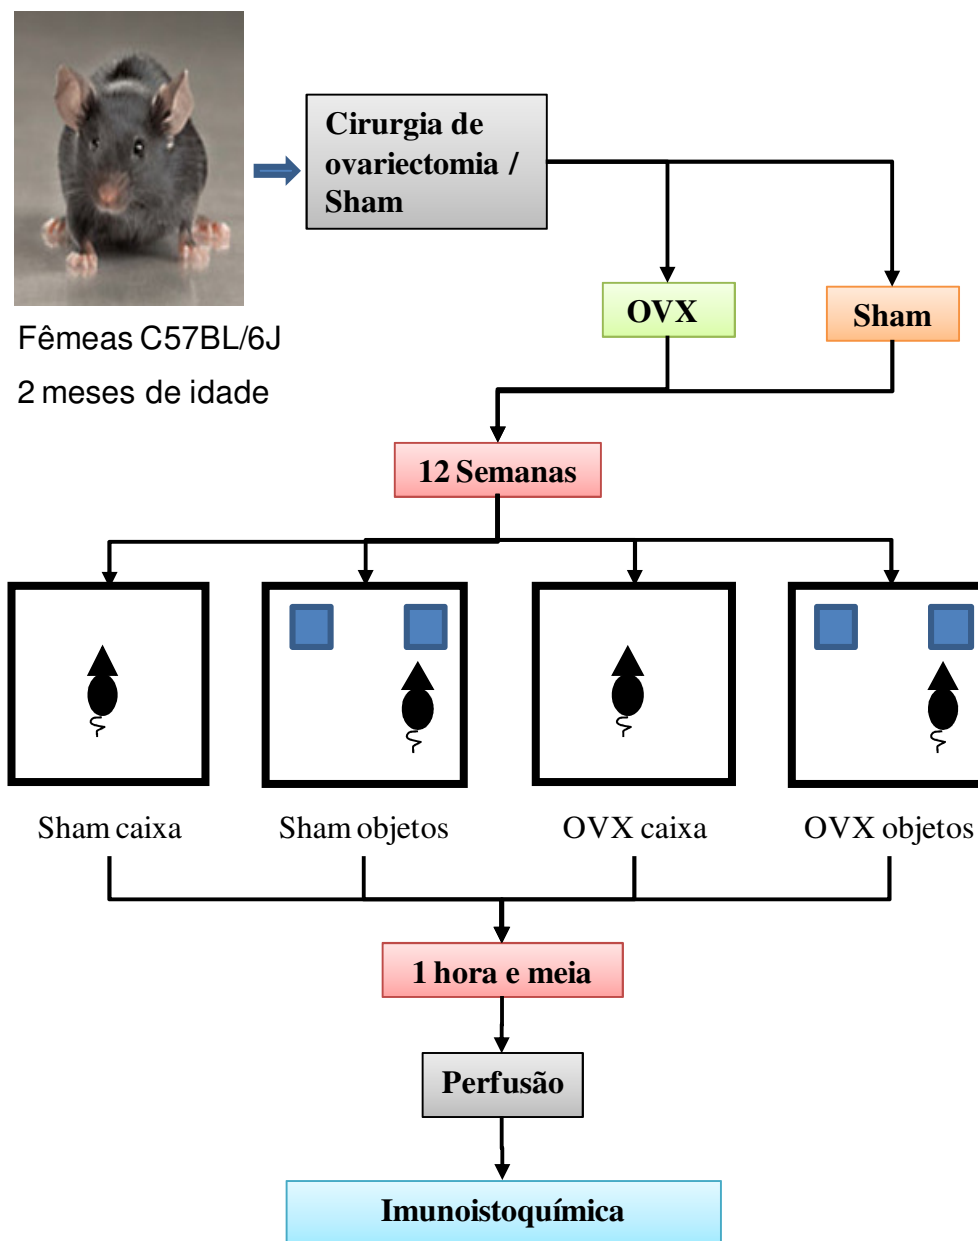 Cirurgia de
ovariectomia /
Sham
OVX
Sham
Fêmeas C57BL/6J
2 meses de idade
12 Semanas
Sham caixa
Sham objetos
OVX caixa
OVX objetos
1 hora e meia
Perfusão
Imunoistoquímica